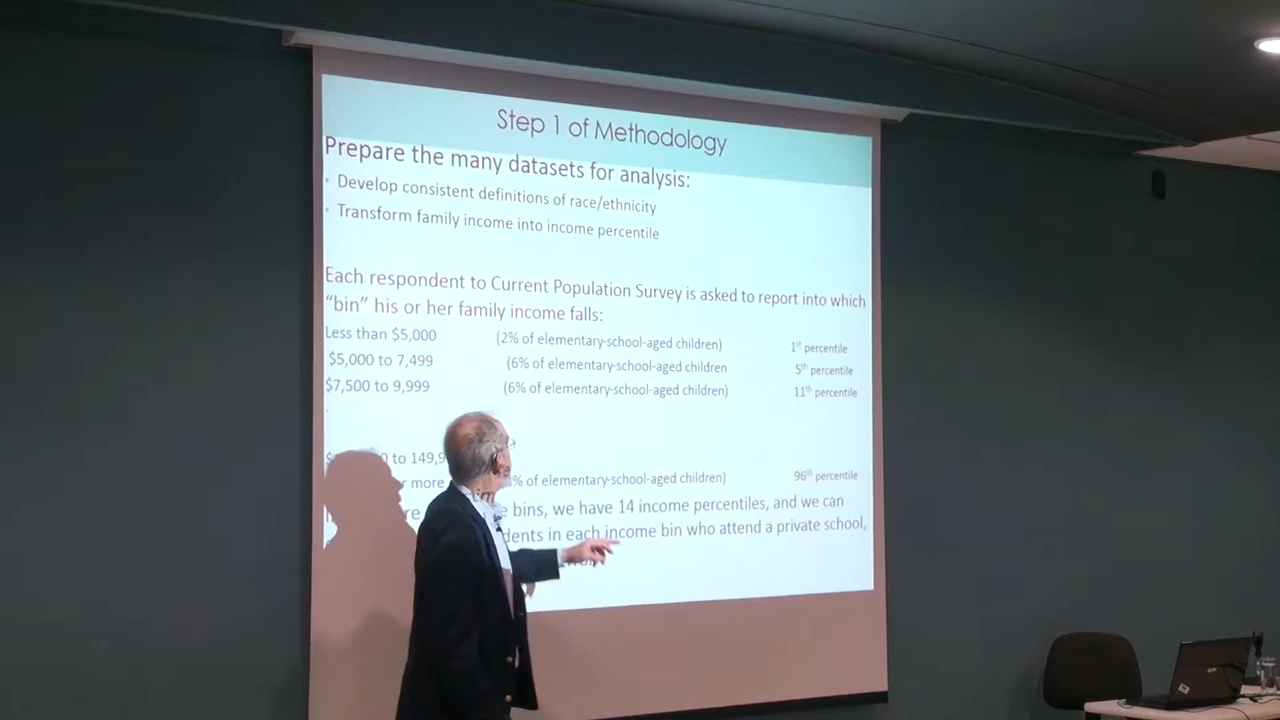 Step 1 of Methodology
Prepare the many datasets for analysis:
• Develop consistent definitions of race/ethnicity
• Transform family income into income percentile
Each respondent to Current Population Survey is asked to report into which
“bin” his or her family income falls:
Less than $5,000 (2% of elementary-school-aged children) 1st percentile
$5,000 to 7,499 (6% of elementary-school-aged children 5th percentile
$7,500 to 9,999 (6% of elementary-school-aged children) 11th percentile
.
to 149,9
more % of elementary-school-aged children) 96th percentile
bins, we have 14 income percentiles, and we can
in each income bin who attend a private school,